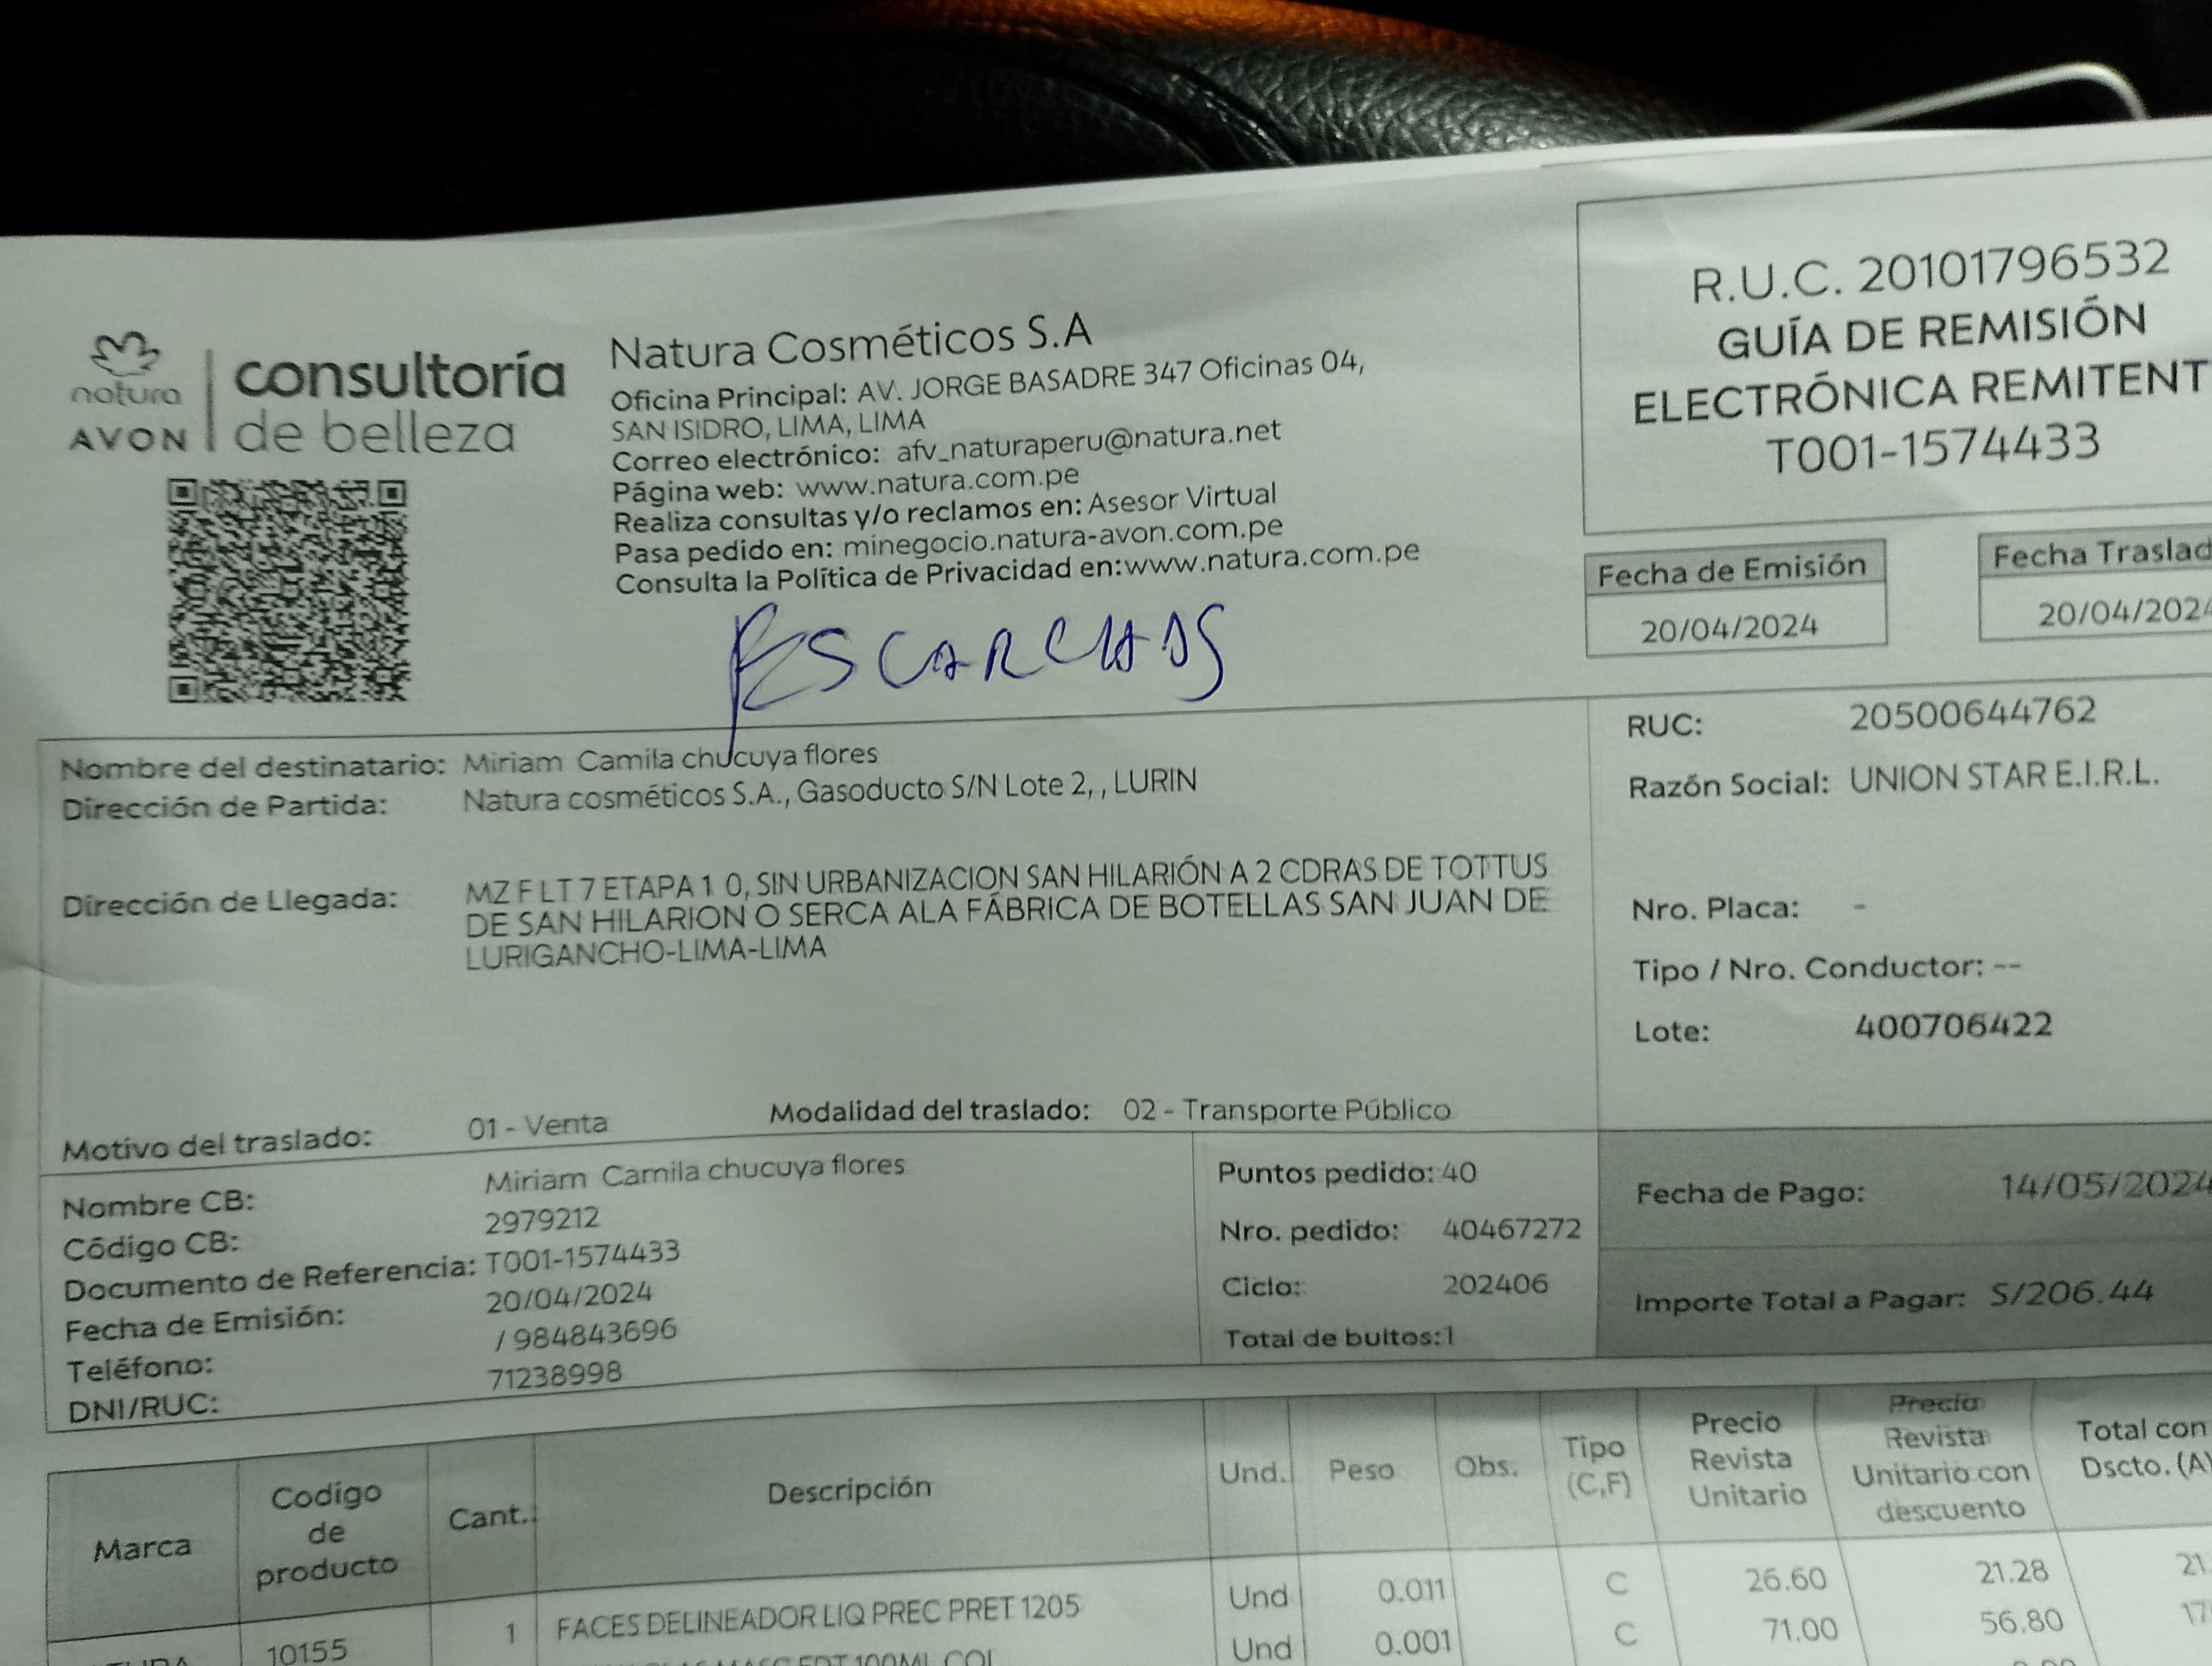 natura
AVON
consultoría
de belleza
Natura Cosméticos S.A
Oficina Principal: AV. JORGE BASADRE 347 Oficinas 04,
SAN ISIDRO, LIMA, LIMA
Correo electrónico: afv_naturaperu@natura.net
Página web: www.natura.com.pe
Realiza consultas y/o reclamos en: Asesor Virtual
Pasa pedido en: minegocio.natura-avon.com.pe
Consulta la Política de Privacidad en:www.natura.com.pe
ESCARCHAS
R.U.C. 20101796532
GUÍA DE REMISIÓN
ELECTRÓNICA REMITENT
T001-1574433
Fecha de Emisión
20/04/2024
Fecha Traslad
20/04/2024
Nombre del destinatario: Miriam Camila chucuya flores
Dirección de Partida: Natura cosméticos S.A., Gasoducto S/N Lote 2, , LURIN
Dirección de Llegada: MZ F LT 7 ETAPA 1 0, SIN URBANIZACION SAN HILARIÓN A 2 CDRAS DE TOTTUS
DE SAN HILARION O SERCA ALA FÁBRICA DE BOTELLAS SAN JUAN DE
LURIGANCHO-LIMA-LIMA
Motivo del traslado: 01 - Venta Modalidad del traslado: 02 - Transporte Público
RUC: 20500644762
Razón Social: UNION STAR E.I.R.L.
Nro. Placa: -
Tipo / Nro. Conductor: --
Lote: 400706422
Nombre CB: Miriam Camila chucuya flores
Código CB: 2979212
Documento de Referencia: T001-1574433
Fecha de Emisión: 20/04/2024
Teléfono: / 984843696
DNI/RUC: 71238998
Puntos pedido: 40
Nro. pedido: 40467272
Ciclo: 202406
Total de bultos:1
Fecha de Pago: 14/05/2024
Importe Total a Pagar: S/206.44
Marca
Codigo
de
producto
Cant.
Descripción
Und.
Peso
Obs.
Tipo
(C,F)
Precio
Revista
Unitario
Precio
Revista
Unitario con
descuento
Total con
Dscto. (A)
10155 1 FACES DELINEADOR LIQ PREC PRET 1205 Und 0.011 C 26.60 21.28 21.
EDT 100ML COL Und 0.001 C 71.00 56.80 17